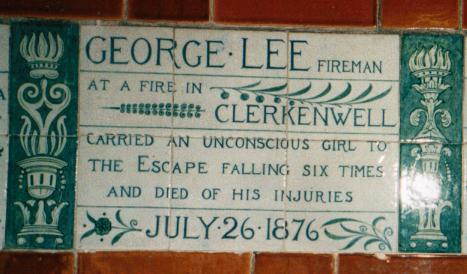 GEORGE · LEE FIREMAN
AT A FIRE IN
CLERKENWELL
CARRIED AN UNCONSCIOUS GIRL TO
THE ESCAPE FALLING SIX TIMES
AND DIED OF HIS INJURIES
JULY · 26 · 1876